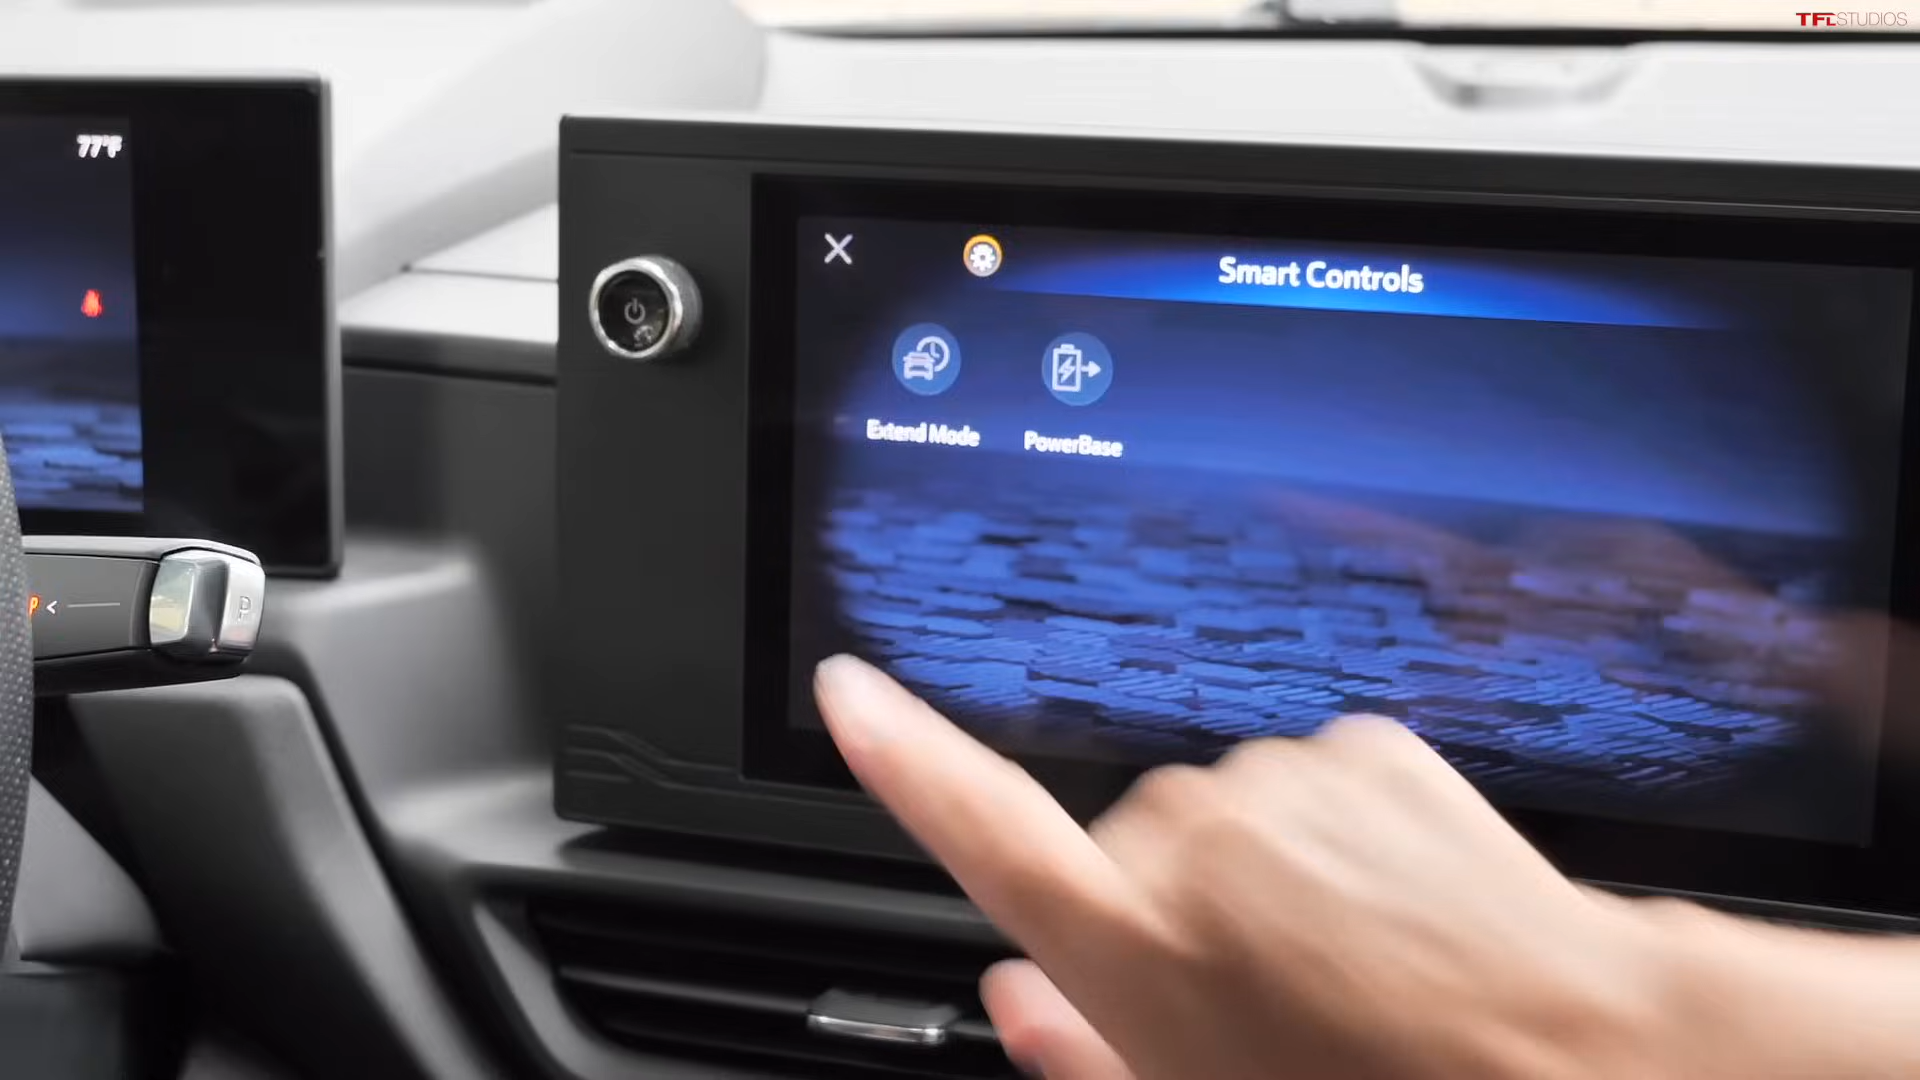 TFLSTUDIOS
77°F
Smart Controls
Extend Mode
PowerBase
P <
P